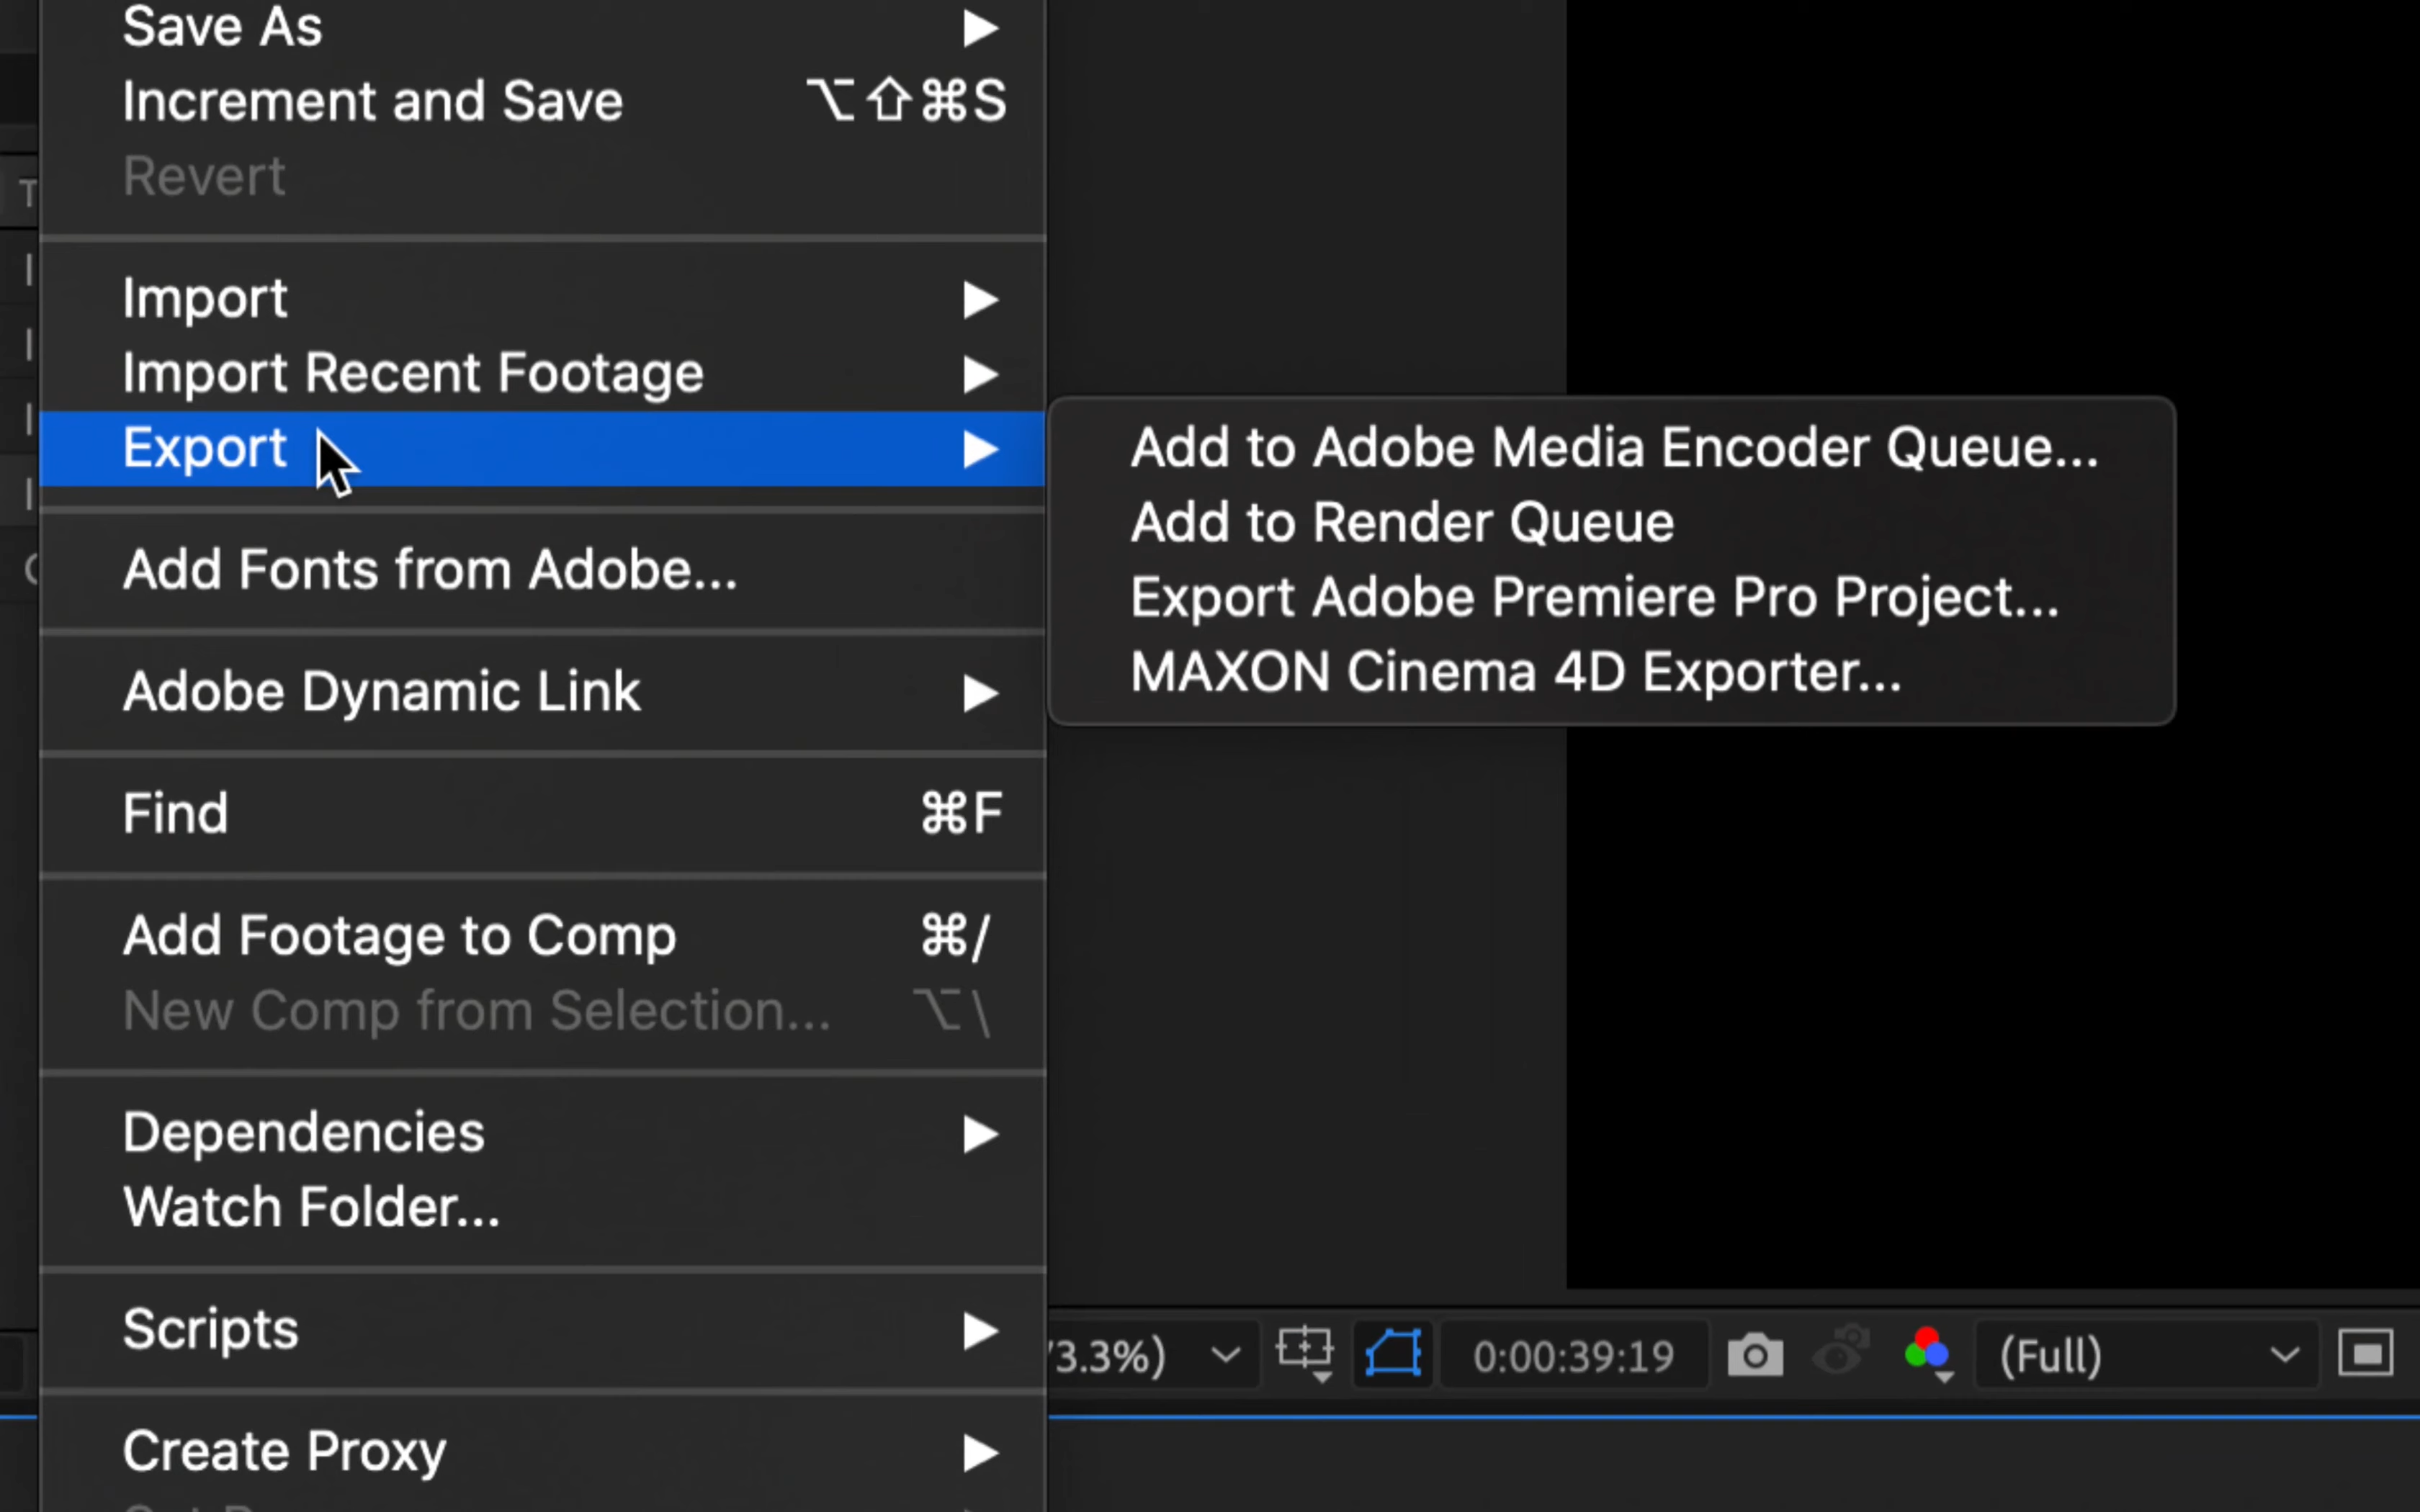 Save As
Increment and Save ⌥⇧⌘S
Revert
Import
Import Recent Footage
Export
Add to Adobe Media Encoder Queue...
Add to Render Queue
Export Adobe Premiere Pro Project...
MAXON Cinema 4D Exporter...
Add Fonts from Adobe...
Adobe Dynamic Link
Find ⌘F
Add Footage to Comp ⌘/
New Comp from Selection... ⌥\
Dependencies
Watch Folder...
Scripts
3.3%) 0:00:39:19 (Full)
Create Proxy